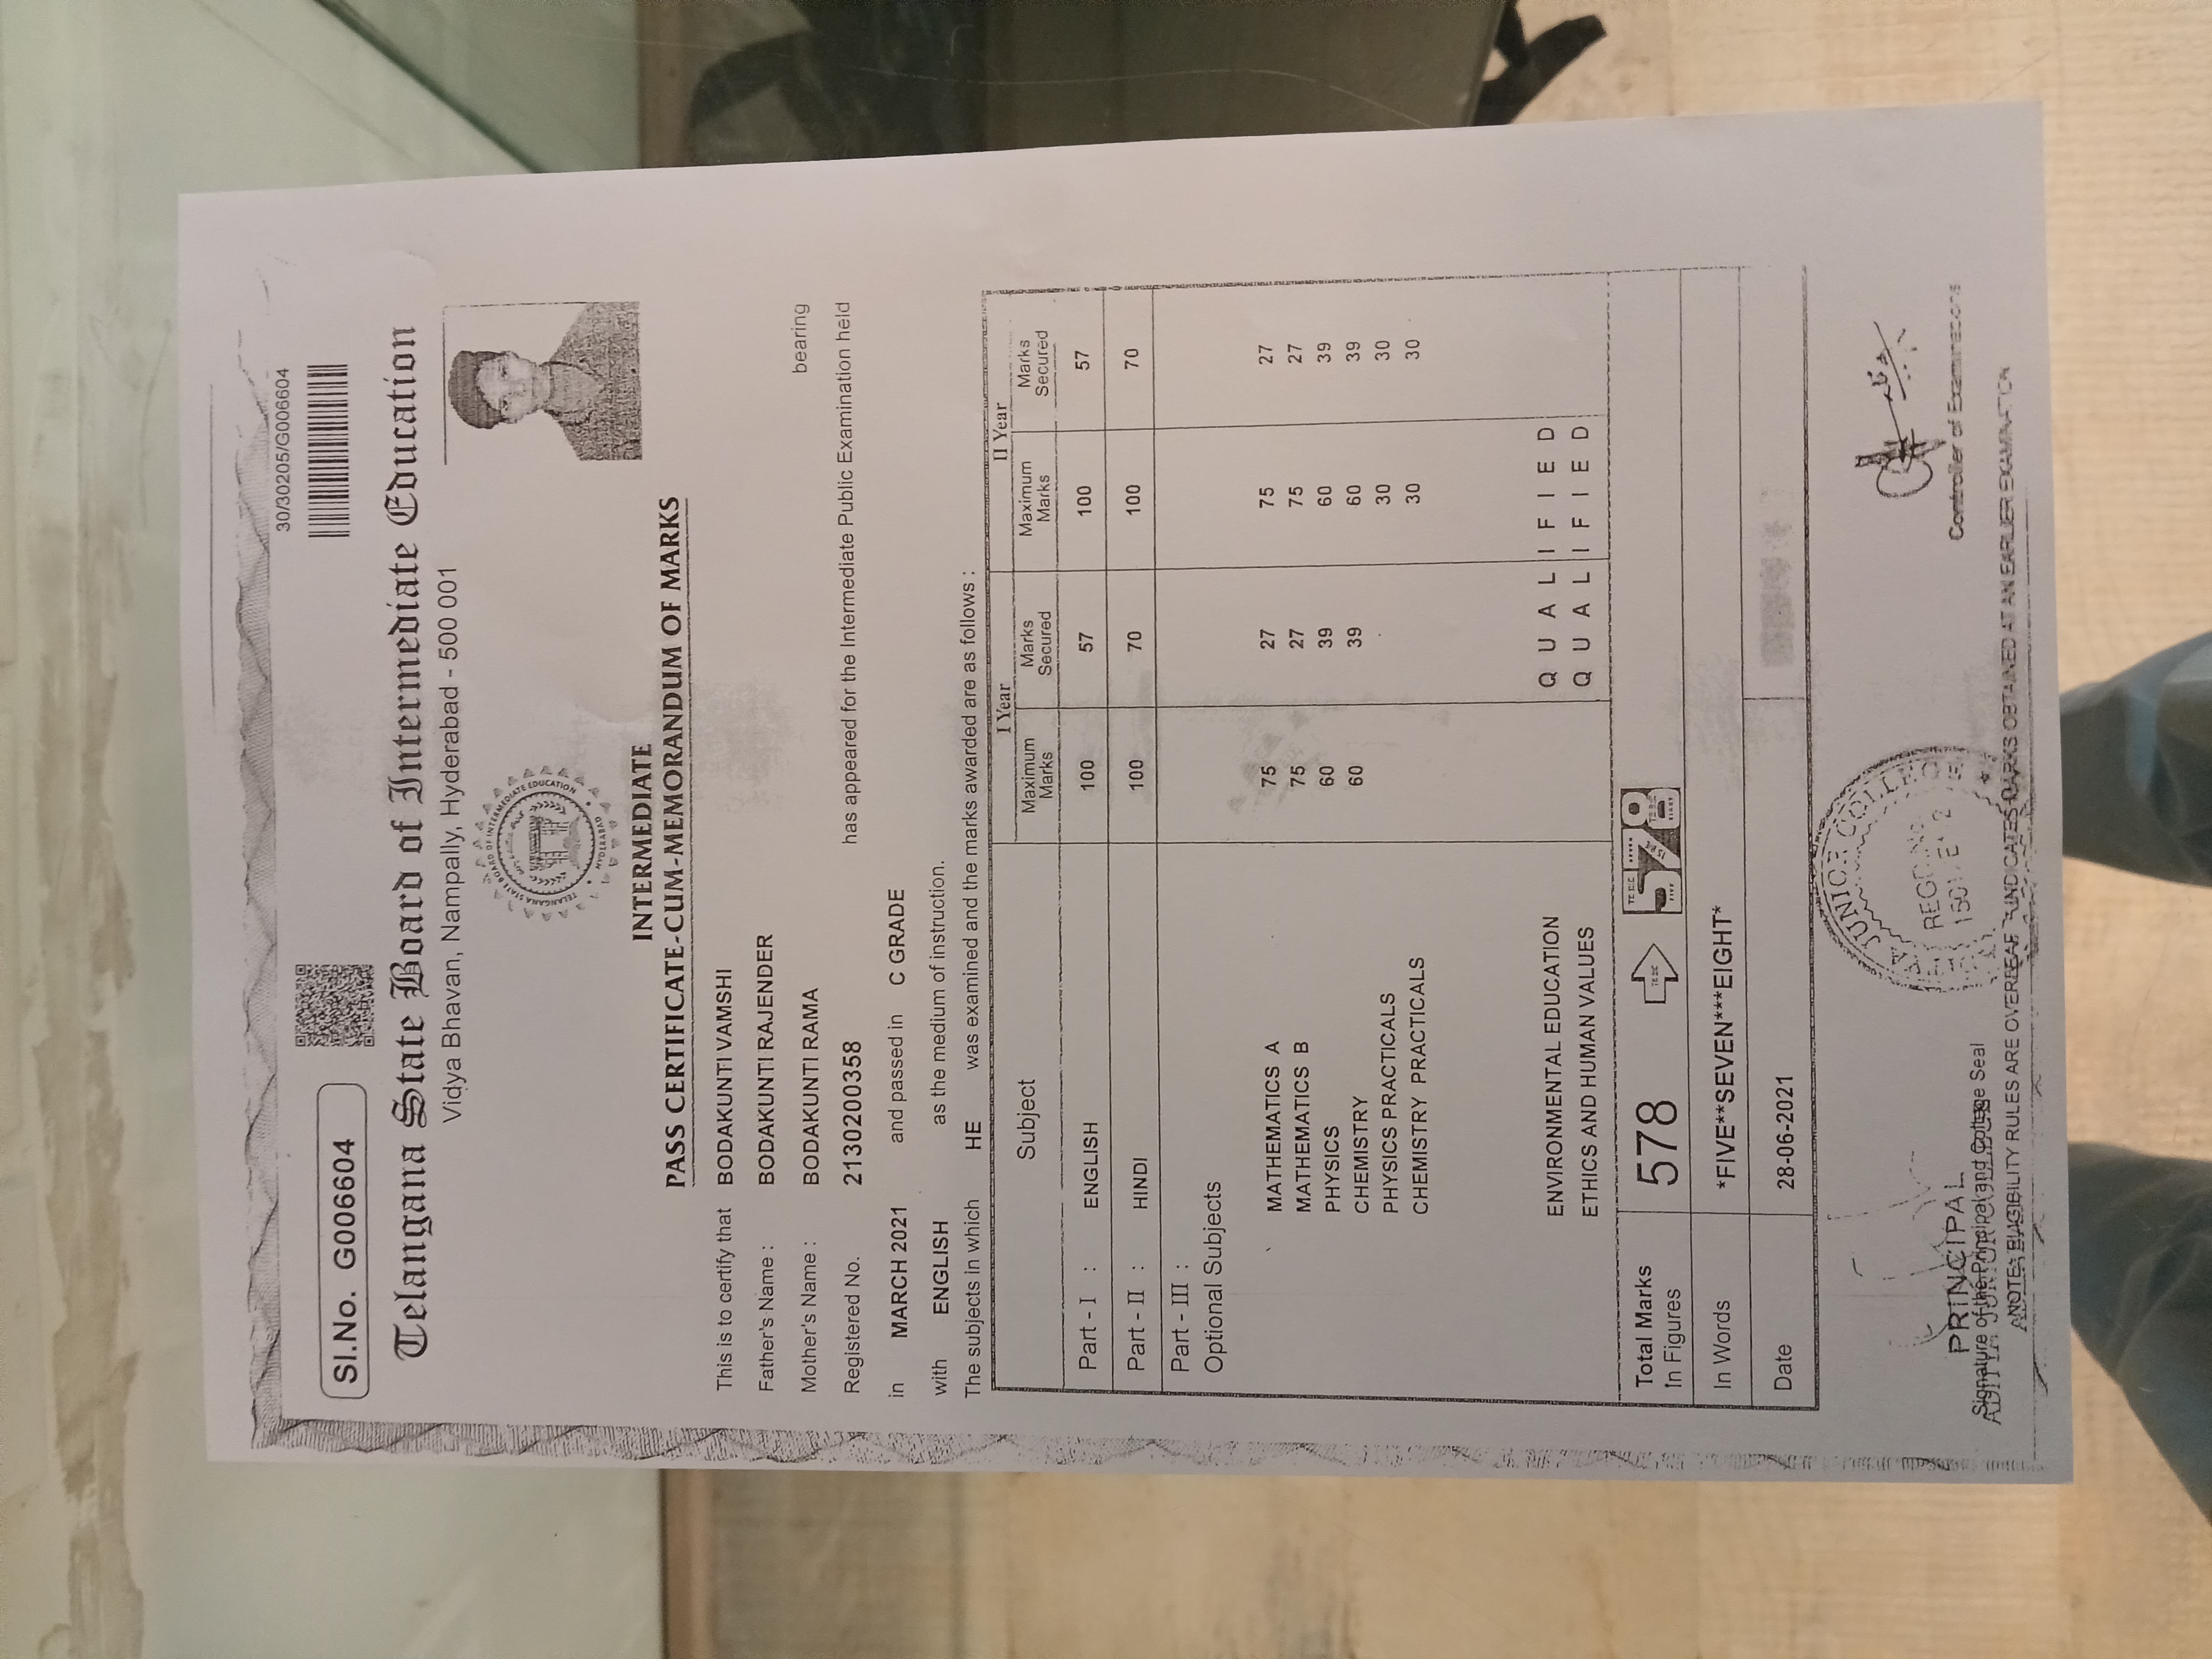 30/30205/G006604
Sl.No. G006604
Telangana State Board of Intermediate Education
Vidya Bhavan, Nampally, Hyderabad - 500 001
TELANGANA STATE BOARD OF INTERMEDIATE EDUCATION
HYDERABAD
INTERMEDIATE
PASS CERTIFICATE-CUM-MEMORANDUM OF MARKS
This is to certify that BODAKUNTI VAMSHI
Father's Name : BODAKUNTI RAJENDER
Mother's Name : BODAKUNTI RAMA bearing
Registered No. 2130200358 has appeared for the Intermediate Public Examination held
in MARCH 2021 and passed in C GRADE
with ENGLISH as the medium of instruction.
The subjects in which HE was examined and the marks awarded are as follows :
Subject I Year II Year
Maximum Marks Marks Secured Maximum Marks Marks Secured
Part - I : ENGLISH 100 57 100 57
Part - II : HINDI 100 70 100 70
Part - III :
Optional Subjects
MATHEMATICS A 75 27 75 27
MATHEMATICS B 75 27 75 27
PHYSICS 60 39 60 39
CHEMISTRY 60 39 60 39
PHYSICS PRACTICALS 30 30
CHEMISTRY PRACTICALS 30 30
ENVIRONMENTAL EDUCATION Q U A L I F I E D
ETHICS AND HUMAN VALUES Q U A L I F I E D
Total Marks In Figures 578 578
In Words *FIVE**SEVEN***EIGHT*
Date 28-06-2021
JUNIOR COLLEGE
PRINCIPAL
Signature of the Principal and College Seal
Controller of Examinations
NOTE: ELIGIBILITY RULES ARE OVERLEAF * INDICATES MARKS OBTAINED AT AN EARLIER EXAMINATION